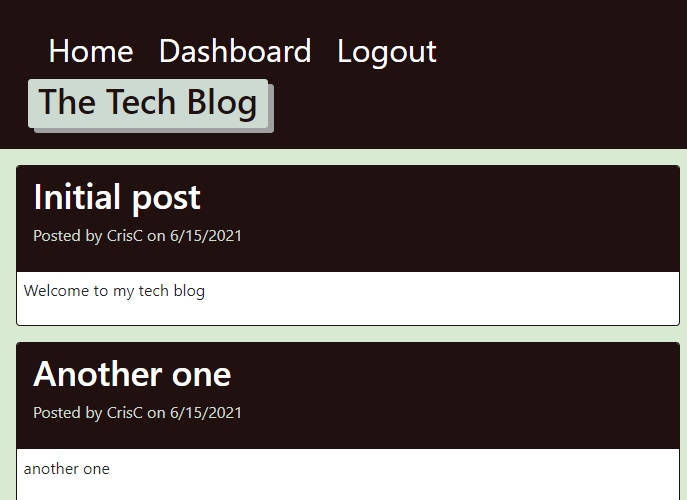 Home Dashboard Logout
The Tech Blog
Initial post
Posted by CrisC on 6/15/2021
Welcome to my tech blog
Another one
Posted by CrisC on 6/15/2021
another one